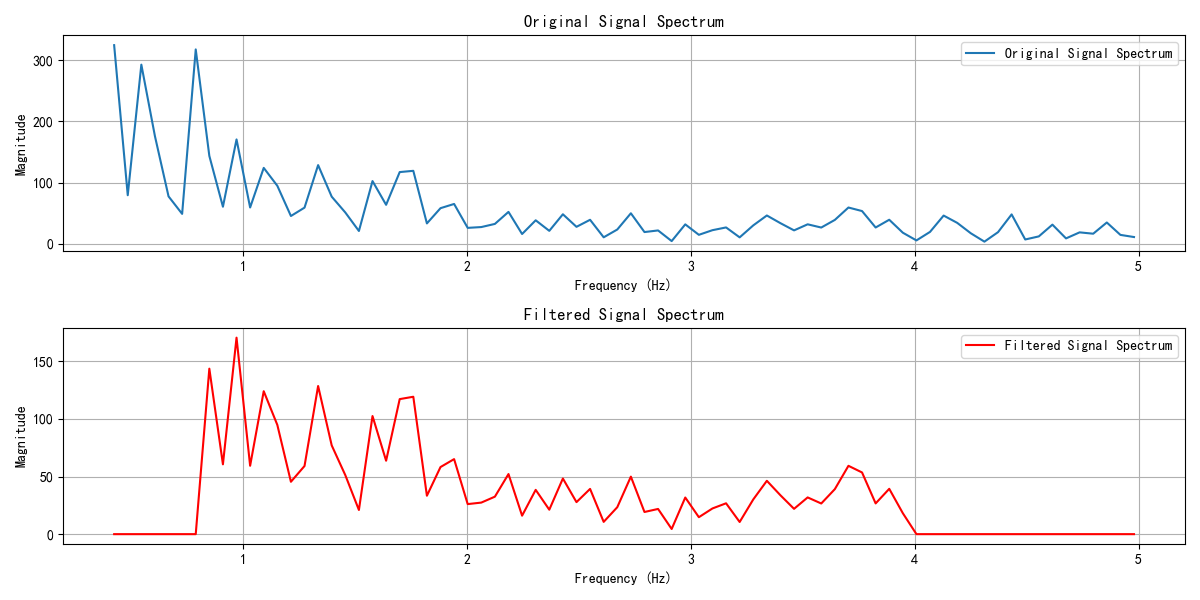 Original Signal Spectrum
Original Signal Spectrum
Magnitude
300
200
100
0
1 2 3 4 5
Frequency (Hz)
Filtered Signal Spectrum
Filtered Signal Spectrum
Magnitude
150
100
50
0
1 2 3 4 5
Frequency (Hz)